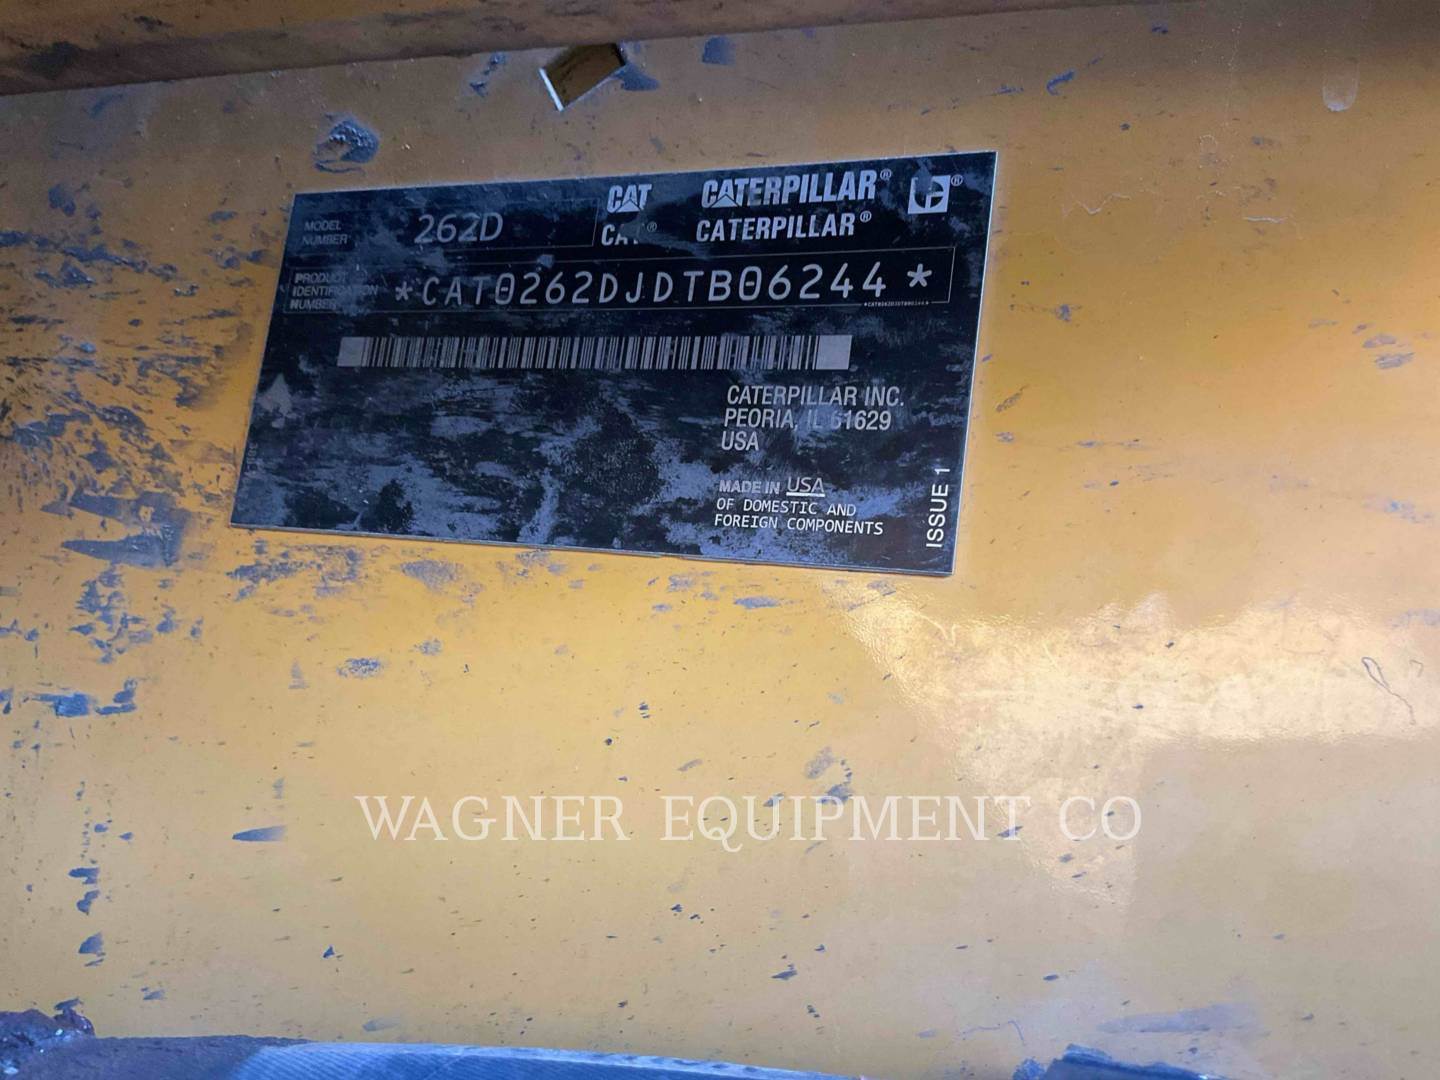 MODEL NUMBER 262D
CAT CATERPILLAR®
CAT® CATERPILLAR®
PRODUCT IDENTIFICATION NUMBER *CAT0262DJDTB06244*
*CAT0262DJDTB06244*
CATERPILLAR INC.
PEORIA, IL 61629
USA
MADE IN USA
OF DOMESTIC AND
FOREIGN COMPONENTS
ISSUE 1
WAGNER EQUIPMENT CO